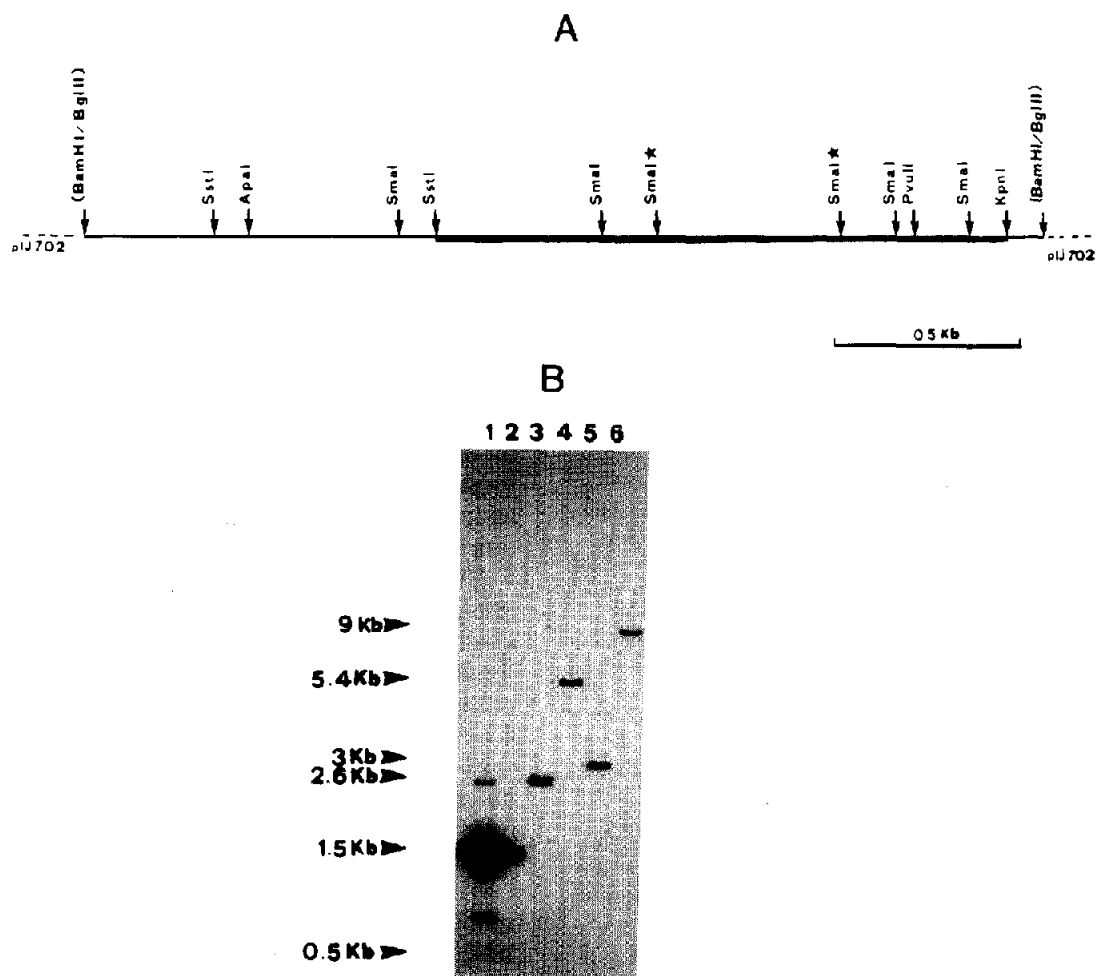 A
(BamHI/BglII)
SstI
ApaI
SmaI
SstI
SmaI
SmaI★
SmaI★
SmaI
PvuII
SmaI
KpnI
(BamHI/BglII)
pIJ702
pIJ702
0.5 Kb
B
1 2 3 4 5 6
9 Kb
5.4 Kb
3 Kb
2.6 Kb
1.5 Kb
0.5 Kb